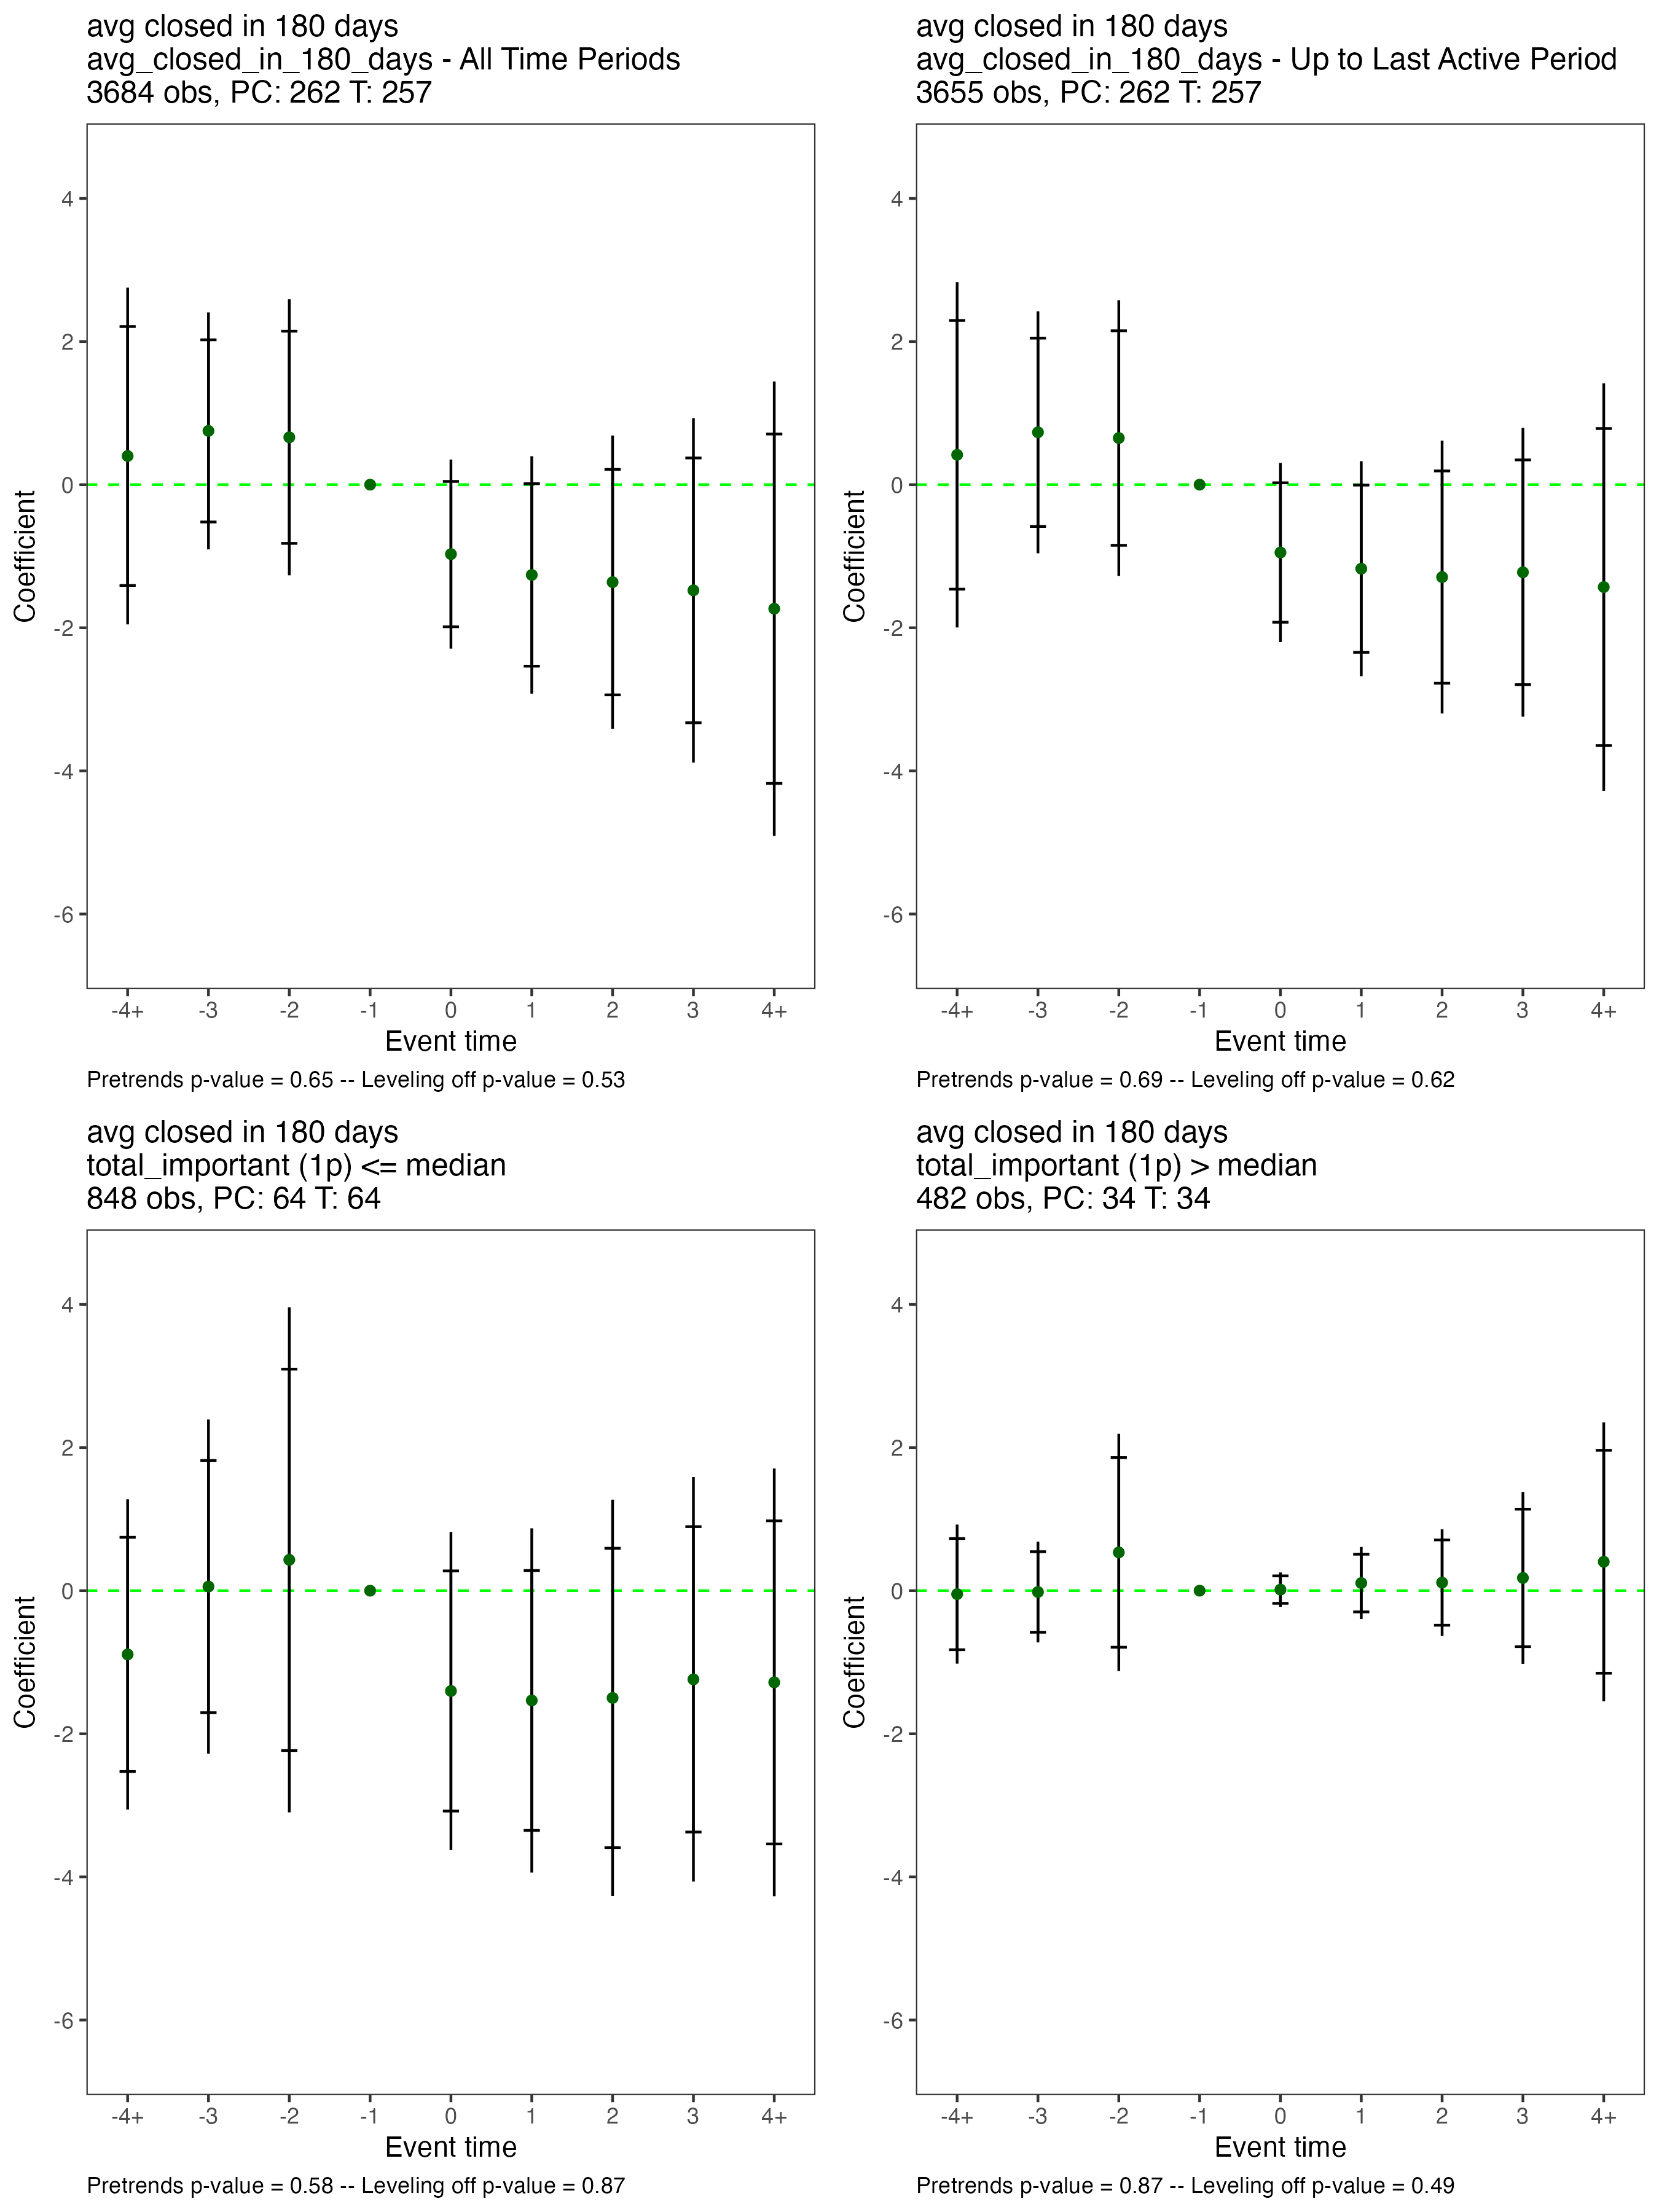 avg closed in 180 days
avg_closed_in_180_days - All Time Periods
3684 obs, PC: 262 T: 257
4
2
0
-2
-4
-6
Coefficient
-4+ -3 -2 -1 0 1 2 3 4+
Event time
Pretrends p-value = 0.65 -- Leveling off p-value = 0.53
avg closed in 180 days
avg_closed_in_180_days - Up to Last Active Period
3655 obs, PC: 262 T: 257
4
2
0
-2
-4
-6
Coefficient
-4+ -3 -2 -1 0 1 2 3 4+
Event time
Pretrends p-value = 0.69 -- Leveling off p-value = 0.62
avg closed in 180 days
total_important (1p) <= median
848 obs, PC: 64 T: 64
4
2
0
-2
-4
-6
Coefficient
-4+ -3 -2 -1 0 1 2 3 4+
Event time
Pretrends p-value = 0.58 -- Leveling off p-value = 0.87
avg closed in 180 days
total_important (1p) > median
482 obs, PC: 34 T: 34
4
2
0
-2
-4
-6
Coefficient
-4+ -3 -2 -1 0 1 2 3 4+
Event time
Pretrends p-value = 0.87 -- Leveling off p-value = 0.49